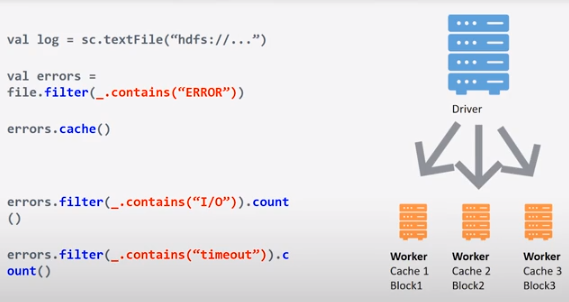 val log = sc.textFile(“hdfs://...”)
val errors =
file.filter(_.contains(“ERROR”))
errors.cache()
errors.filter(_.contains(“I/O”)).count
()
errors.filter(_.contains(“timeout”)).c
ount()
Driver
Worker
Cache 1
Block1
Worker
Cache 2
Block2
Worker
Cache 3
Block3